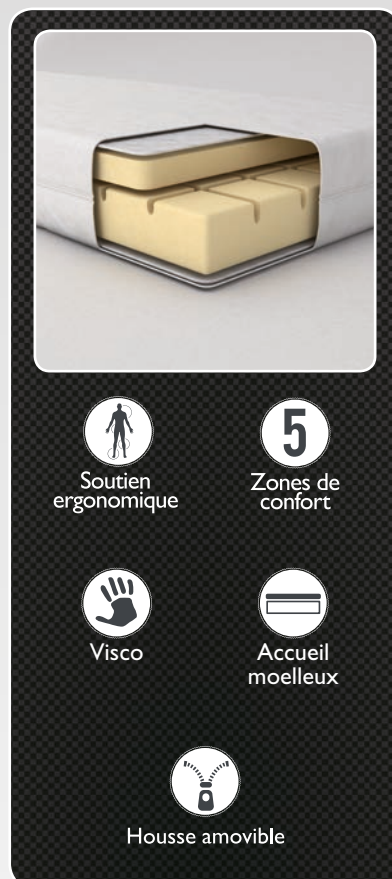 Soutien
ergonomique
5
Zones de
confort
Visco
Accueil
moelleux
Housse amovible